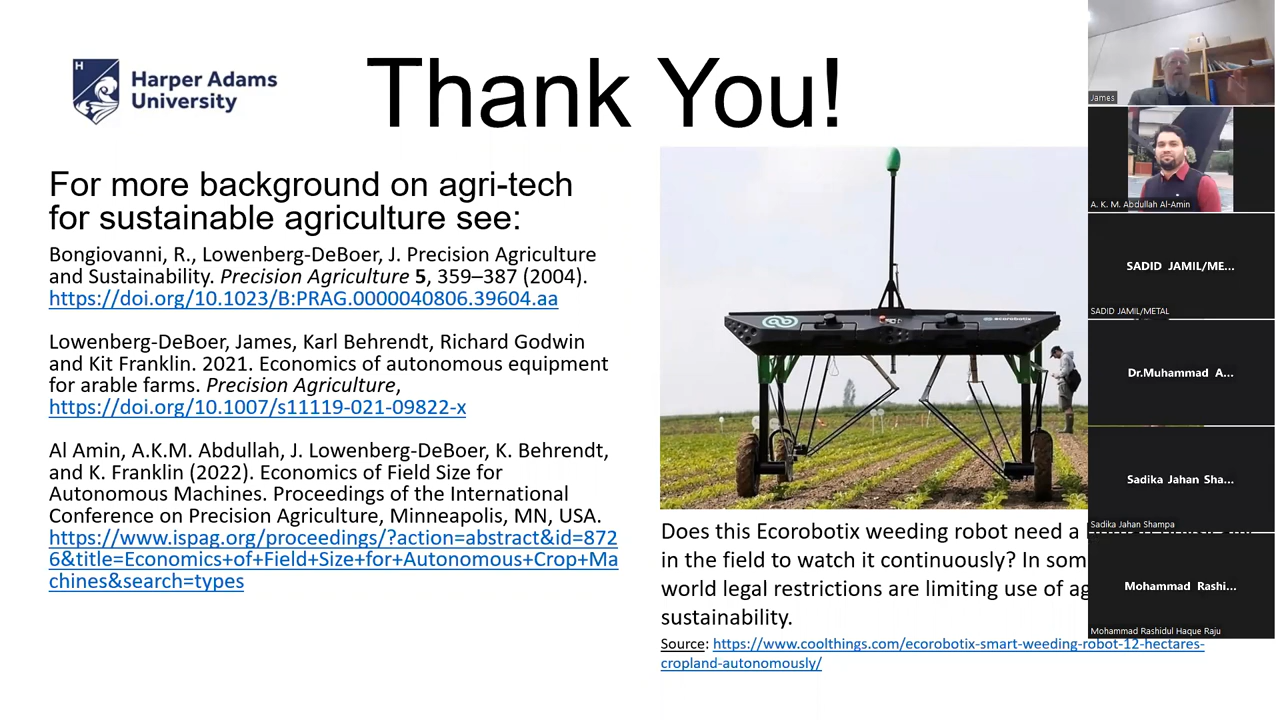 Harper Adams
University
Thank You!
For more background on agri-tech
for sustainable agriculture see:
Bongiovanni, R., Lowenberg-DeBoer, J. Precision Agriculture
and Sustainability. Precision Agriculture 5, 359–387 (2004).
https://doi.org/10.1023/B:PRAG.0000040806.39604.aa
Lowenberg-DeBoer, James, Karl Behrendt, Richard Godwin
and Kit Franklin. 2021. Economics of autonomous equipment
for arable farms. Precision Agriculture,
https://doi.org/10.1007/s11119-021-09822-x
Al Amin, A.K.M. Abdullah, J. Lowenberg-DeBoer, K. Behrendt,
and K. Franklin (2022). Economics of Field Size for
Autonomous Machines. Proceedings of the International
Conference on Precision Agriculture, Minneapolis, MN, USA.
https://www.ispag.org/proceedings/?action=abstract&id=872
6&title=Economics+of+Field+Size+for+Autonomous+Crop+Ma
chines&search=types
ecorobotix
Does this Ecorobotix weeding robot need a
in the field to watch it continuously? In som
world legal restrictions are limiting use of ag
sustainability.
Source: https://www.coolthings.com/ecorobotix-smart-weeding-robot-12-hectares-
cropland-autonomously/
James
A. K. M. Abdullah Al-Amin
SADID JAMIL/ME...
SADID JAMIL/METAL
Dr.Muhammad A...
Sadika Jahan Sha...
Sadika Jahan Shampa
Mohammad Rashi...
Mohammad Rashidul Haque Raju